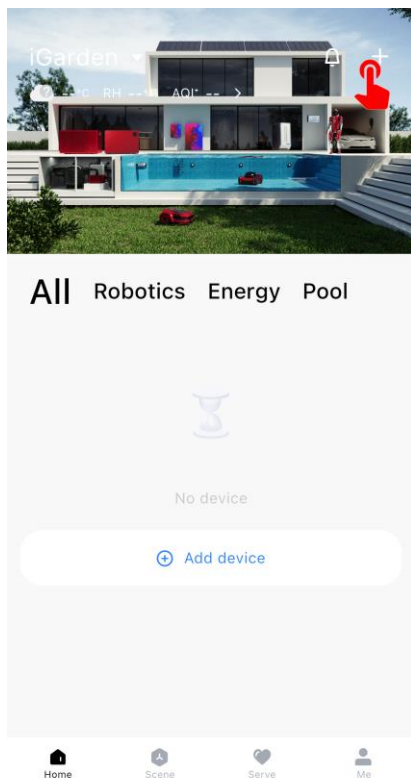 iGarden
--°c RH --% AQI: -- >
All Robotics Energy Pool
No device
Add device
Home Scene Serve Me